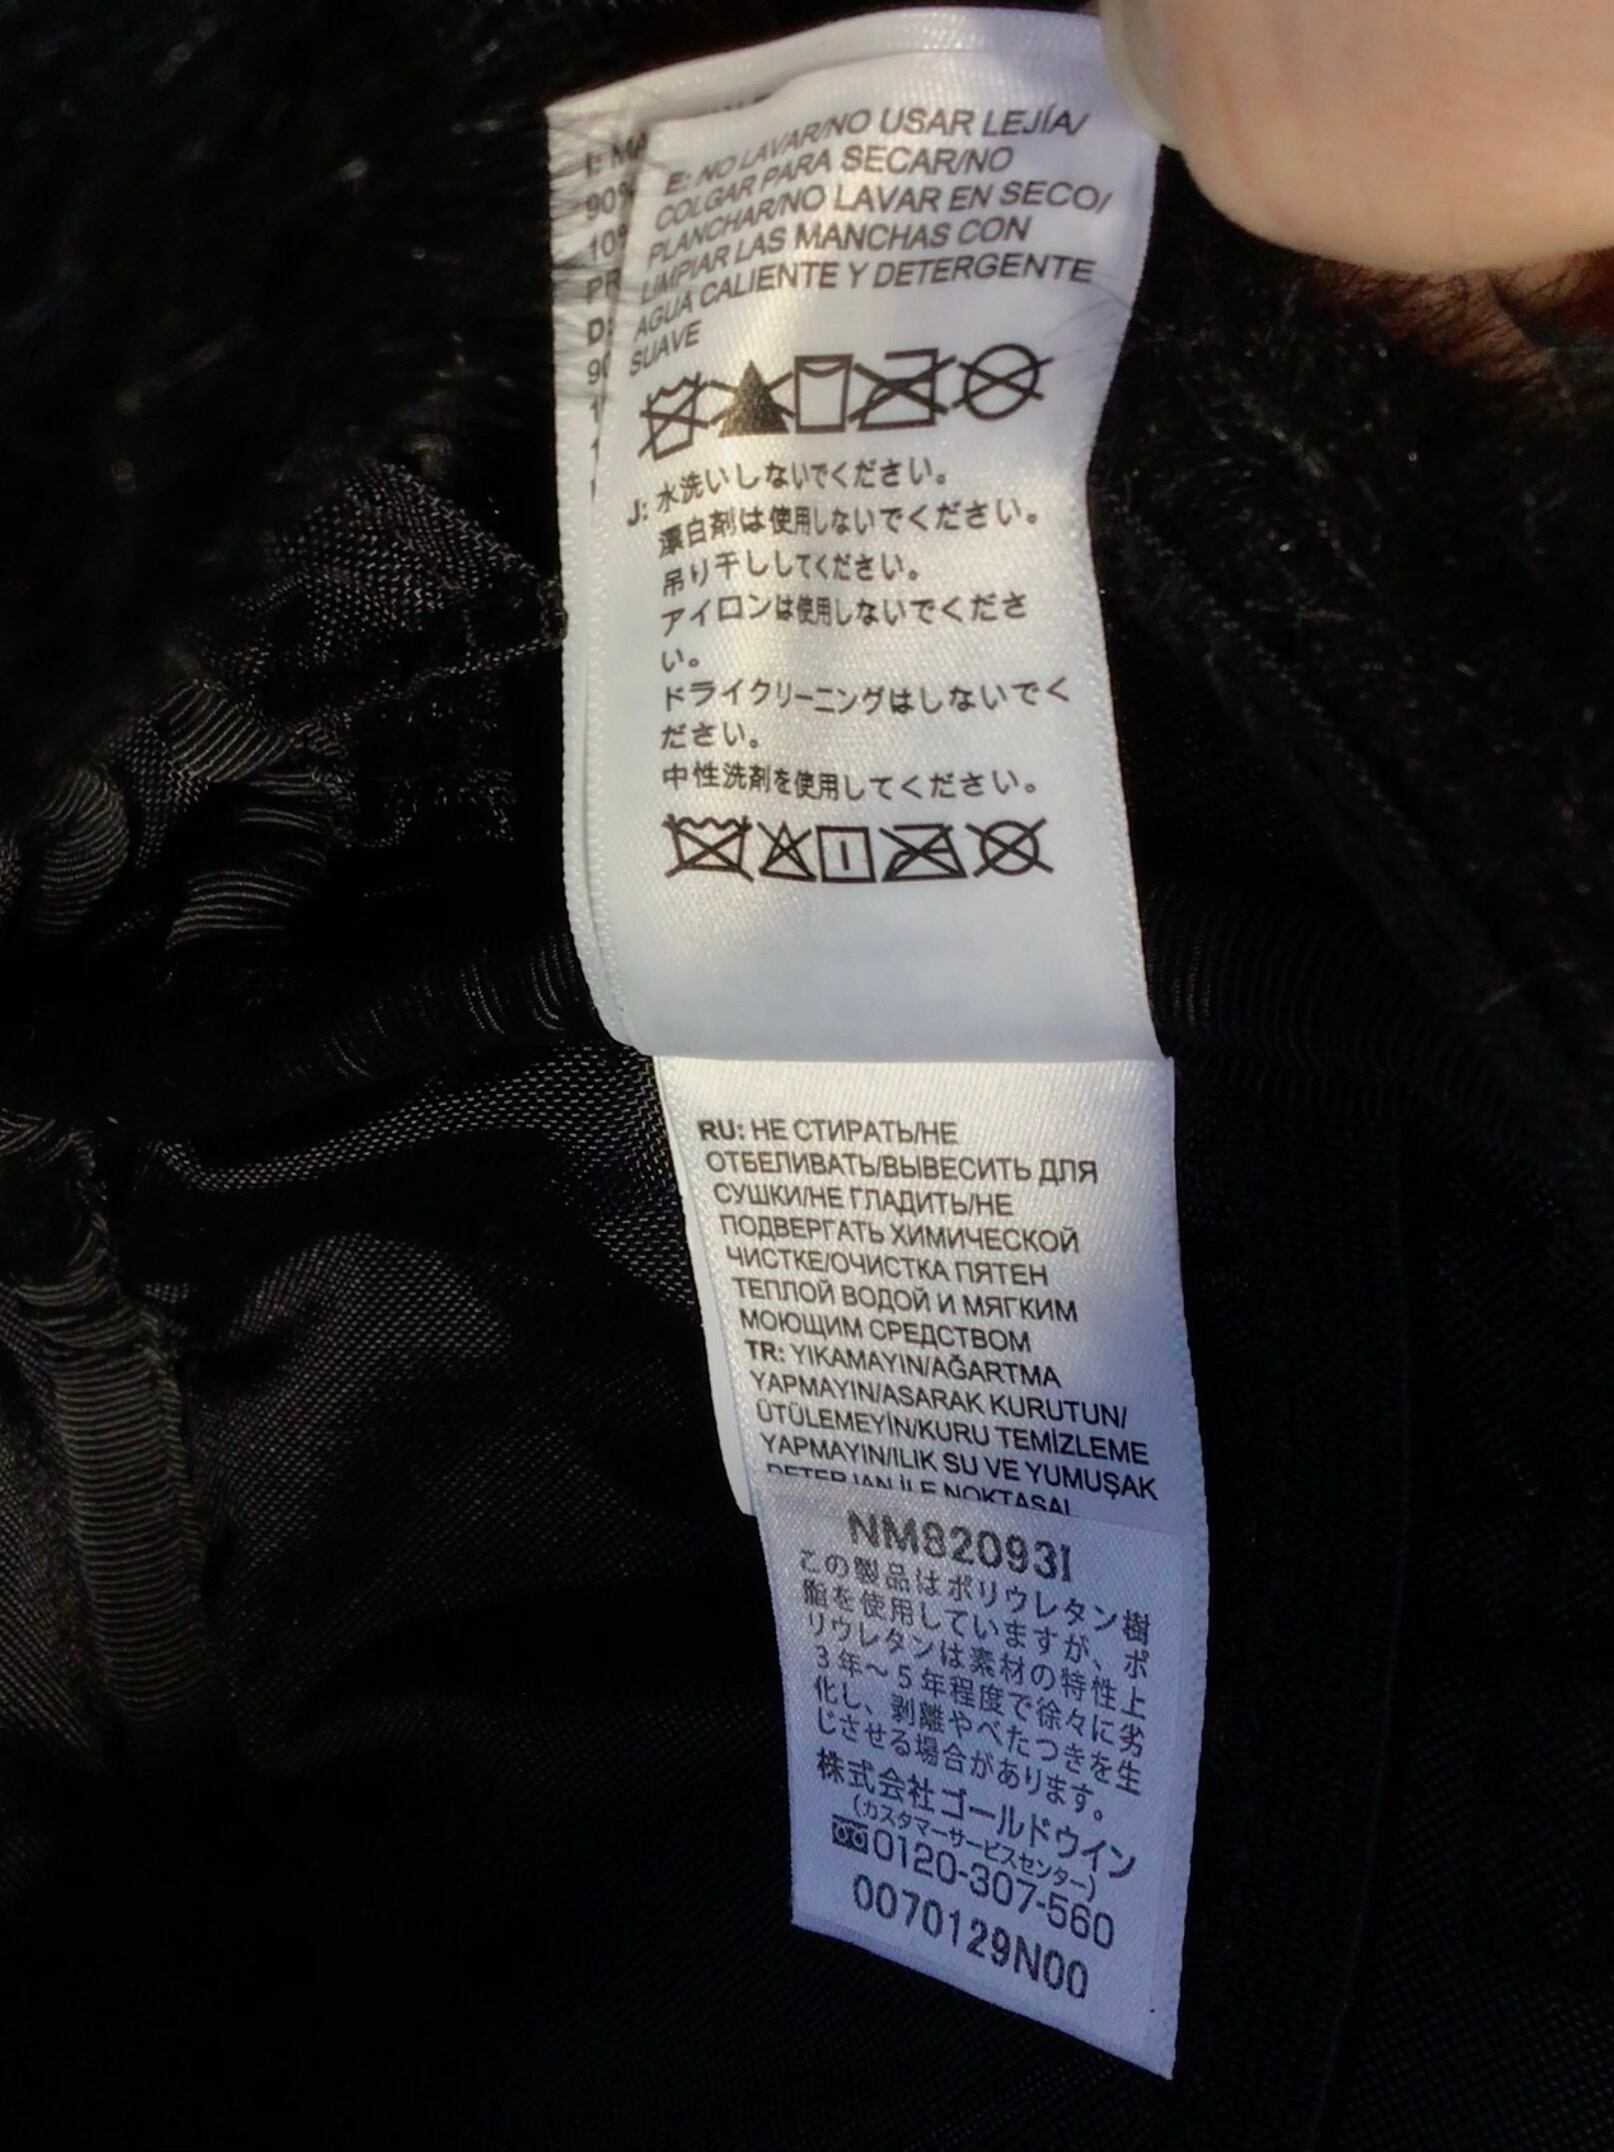 I: MA
90%
10%
PR
D:
90
E: NO LAVAR/NO USAR LEJÍA/
COLGAR PARA SECAR/NO
PLANCHAR/NO LAVAR EN SECO/
LIMPIAR LAS MANCHAS CON
AGUA CALIENTE Y DETERGENTE
SUAVE
J: 水洗いしないでください。
漂白剤は使用しないでください。
吊り干ししてください。
アイロンは使用しないでくださ
い。
ドライクリーニングはしないでく
ださい。
中性洗剤を使用してください。
RU: НЕ СТИРАТЬ/НЕ
ОТБЕЛИВАТЬ/ВЫВЕСИТЬ ДЛЯ
СУШКИ/НЕ ГЛАДИТЬ/НЕ
ПОДВЕРГАТЬ ХИМИЧЕСКОЙ
ЧИСТКЕ/ОЧИСТКА ПЯТЕН
ТЕПЛОЙ ВОДОЙ И МЯГКИМ
МОЮЩИМ СРЕДСТВОМ
TR: YIKAMAYIN/AĞARTMA
YAPMAYIN/ASARAK KURUTUN/
ÜTÜLEMEYİN/KURU TEMİZLEME
YAPMAYIN/ILIK SU VE YUMUŞAK
DETERJAN İLE NOKTASAL
NM82093I
この製品はポリウレタン樹
脂を使用していますが、ポ
リウレタンは素材の特性上
3年～5年程度で徐々に劣
化し、剥離やべたつきを生
じさせる場合があります。
株式会社ゴールドウイン
(カスタマーサービスセンター)
0120-307-560
0070129N00